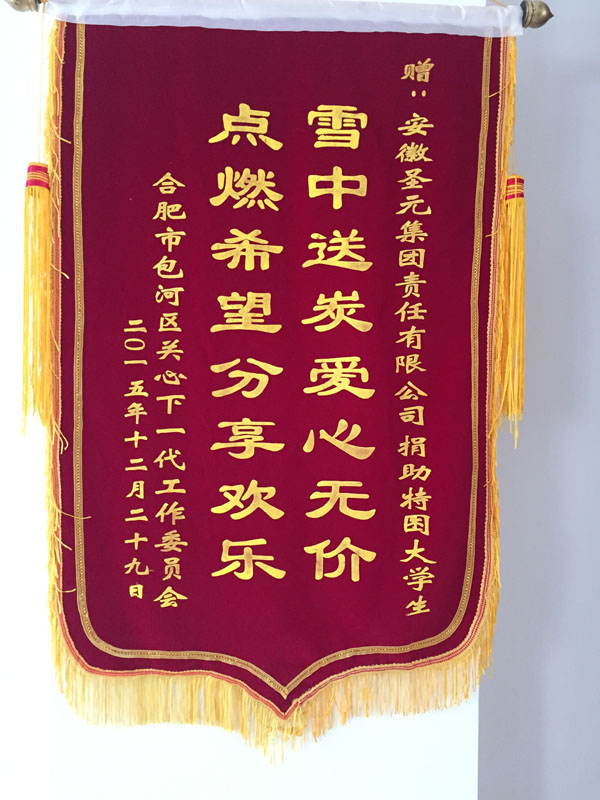 赠：安徽圣元集团责任有限公司捐助特困大学生
雪中送炭爱心无价
点燃希望分享欢乐
合肥市包河区关心下一代工作委员会
二〇一五年十二月二十九日